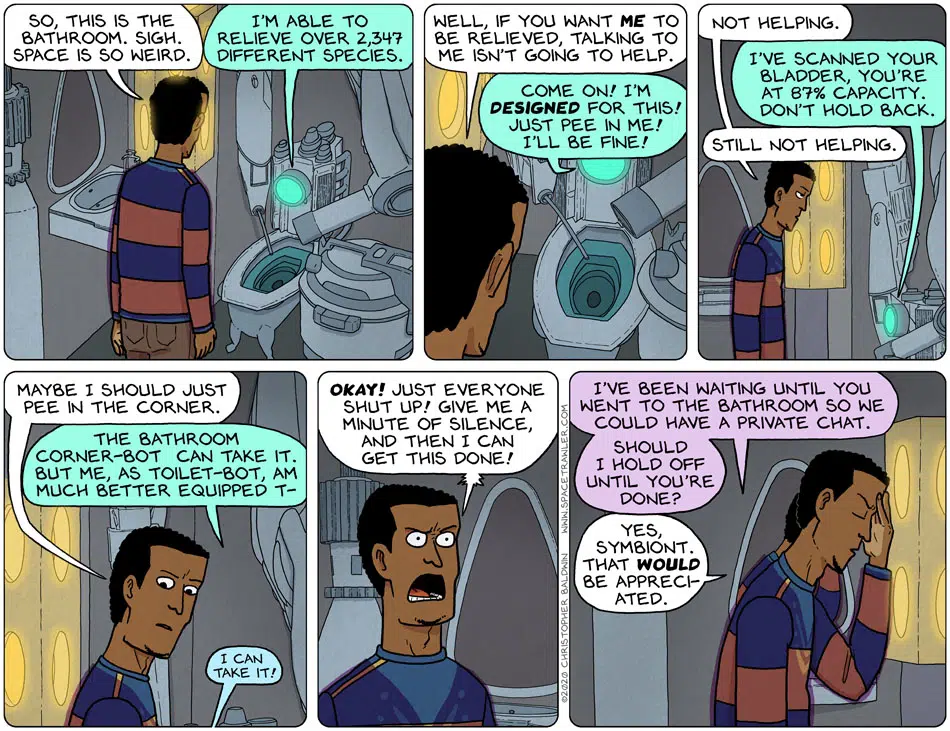 SO, THIS IS THE
BATHROOM. SIGH.
SPACE IS SO WEIRD.
I'M ABLE TO
RELIEVE OVER 2,347
DIFFERENT SPECIES.
WELL, IF YOU WANT ME TO
BE RELIEVED, TALKING TO
ME ISN'T GOING TO HELP.
COME ON! I'M
DESIGNED FOR THIS!
JUST PEE IN ME!
I'LL BE FINE!
NOT HELPING.
I'VE SCANNED YOUR
BLADDER, YOU'RE
AT 87% CAPACITY.
DON'T HOLD BACK.
STILL NOT HELPING.
MAYBE I SHOULD JUST
PEE IN THE CORNER.
THE BATHROOM
CORNER-BOT CAN TAKE IT.
BUT ME, AS TOILET-BOT, AM
MUCH BETTER EQUIPPED T-
I CAN
TAKE IT!
OKAY! JUST EVERYONE
SHUT UP! GIVE ME A
MINUTE OF SILENCE,
AND THEN I CAN
GET THIS DONE!
©2020 CHRISTOPHER BALDWIN WWW.SPACETRAWLER.COM
I'VE BEEN WAITING UNTIL YOU
WENT TO THE BATHROOM SO WE
COULD HAVE A PRIVATE CHAT.
SHOULD
I HOLD OFF
UNTIL YOU'RE
DONE?
YES,
SYMBIONT.
THAT WOULD
BE APPRECI-
ATED.